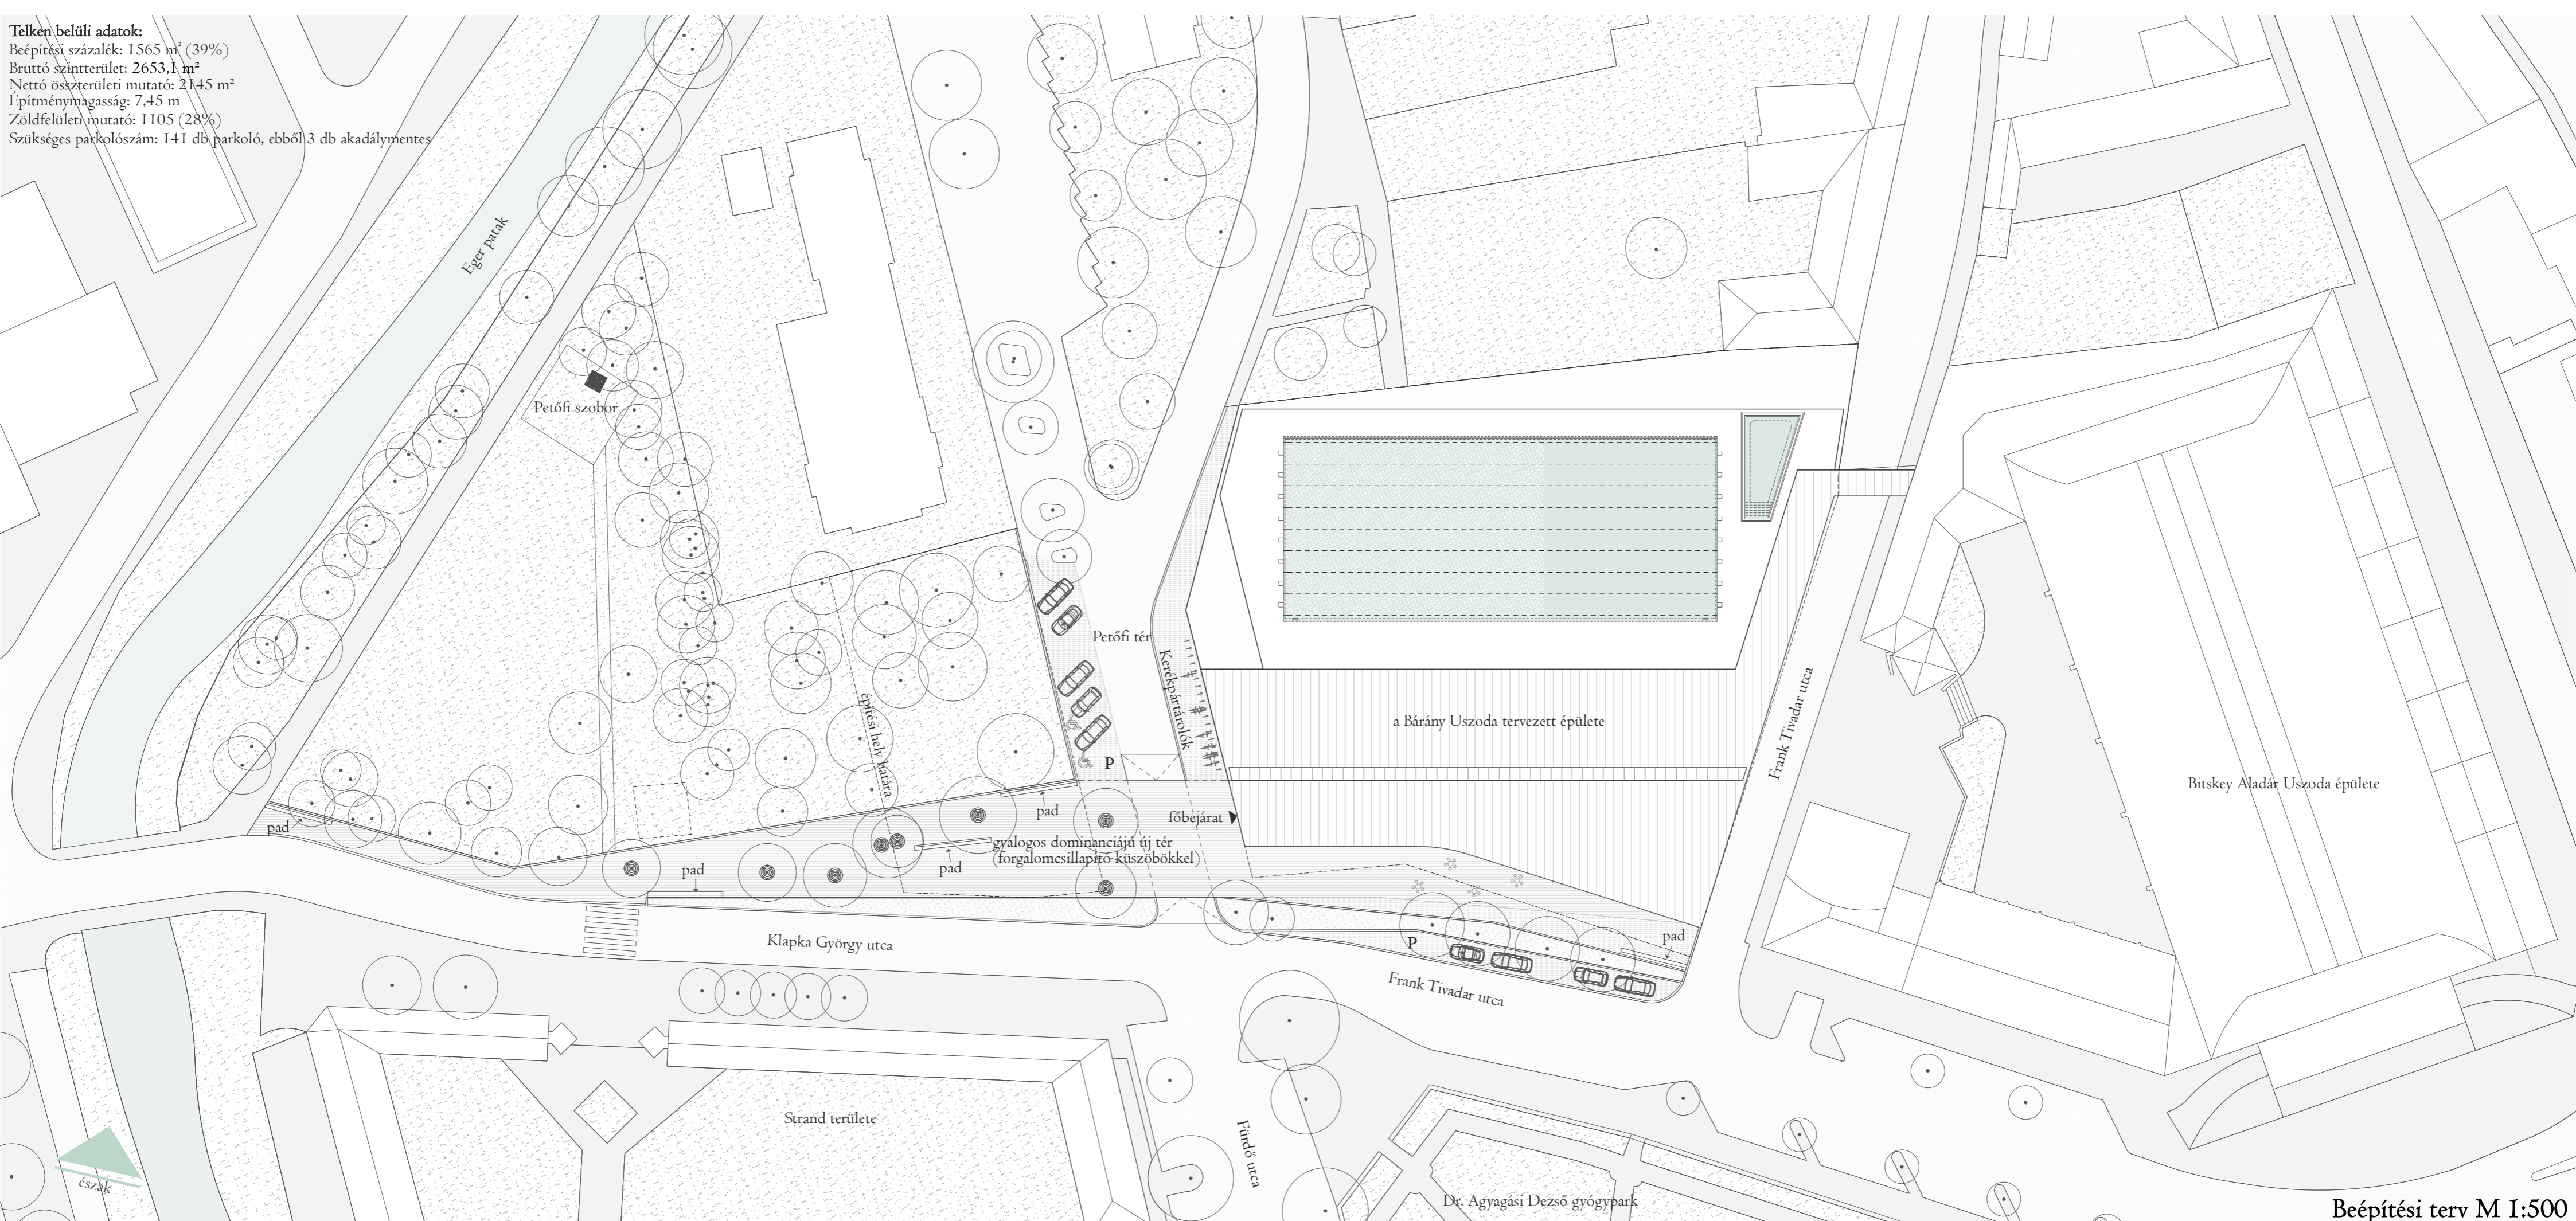 Telken belüli adatok:
Beépítési százalék: 1565 m² (39%)
Bruttó szintterület: 2653,1 m²
Nettó összterületi mutató: 2145 m²
Építménymagasság: 7,45 m
Zöldfelületi mutató: 1105 (28%)
Szükséges parkolószám: 141 db parkoló, ebből 3 db akadálymentes
Eger patak
Petőfi szobor
Petőfi tér
Kerékpártárolók
építési hely határa
a Bárány Uszoda tervezett épülete
Frank Tivadar utca
Bitskey Aladár Uszoda épülete
P
pad
főbejárat
pad
gyalogos dominanciájú új tér
(forgalomcsillapító küszöbökkel)
pad
pad
pad
P
Klapka György utca
Frank Tivadar utca
Strand területe
Fürdő utca
észak
Dr. Agyagási Dezső gyógypark
Beépítési terv M 1:500